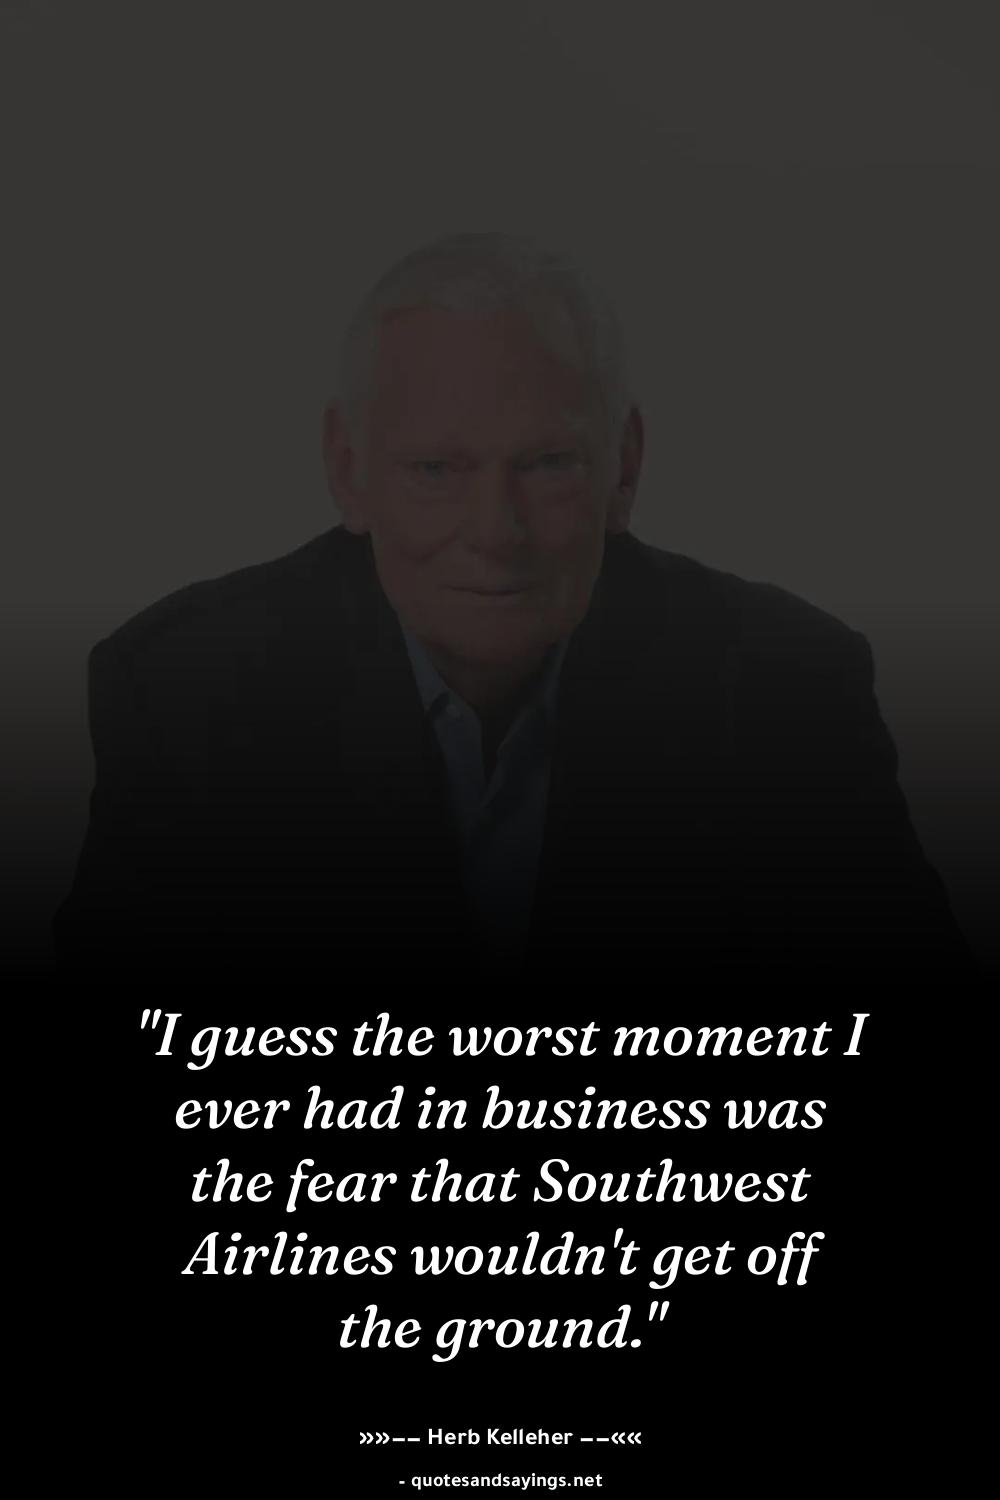 "I guess the worst moment I
ever had in business was
the fear that Southwest
Airlines wouldn't get off
the ground."
»»–– Herb Kelleher ––««
- quotesandsayings.net